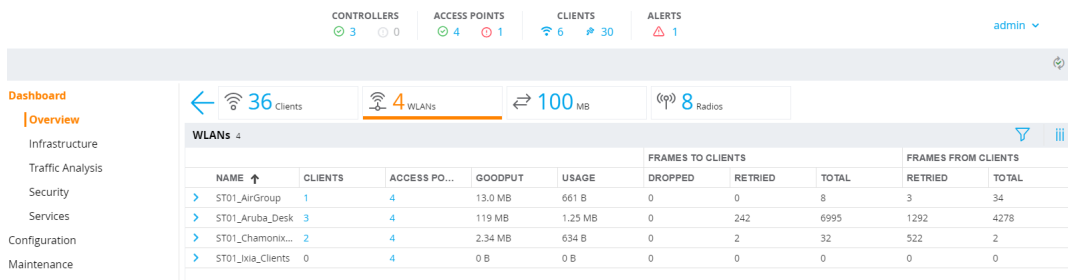 CONTROLLERS ACCESS POINTS CLIENTS ALERTS
3 0 4 1 6 30 1 admin
Dashboard
Overview
Infrastructure
Traffic Analysis
Security
Services
Configuration
Maintenance
36 Clients 4 WLANs 100 MB 8 Radios
WLANs 4
FRAMES TO CLIENTS FRAMES FROM CLIENTS
NAME CLIENTS ACCESS PO... GOODPUT USAGE DROPPED RETRIED TOTAL RETRIED TOTAL
ST01_AirGroup 1 4 13.0 MB 661 B 0 0 8 3 34
ST01_Aruba_Desk 3 4 119 MB 1.25 MB 0 242 6995 1292 4278
ST01_Chamonix... 2 4 2.34 MB 634 B 0 2 32 522 2
ST01_Ixia_Clients 0 4 0 B 0 B 0 0 0 0 0